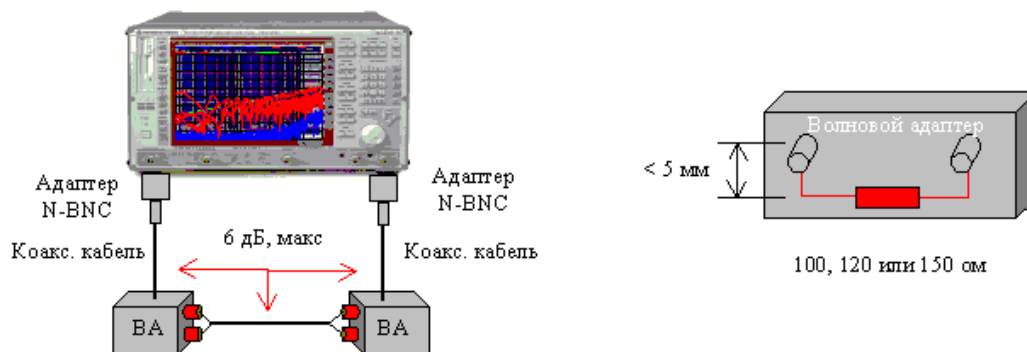 Адаптер
N-BNC
Адаптер
N-BNC
Коакс. кабель
6 дБ, макс
Коакс. кабель
ВА
ВА
Волновой адаптер
< 5 мм
100, 120 или 150 ом